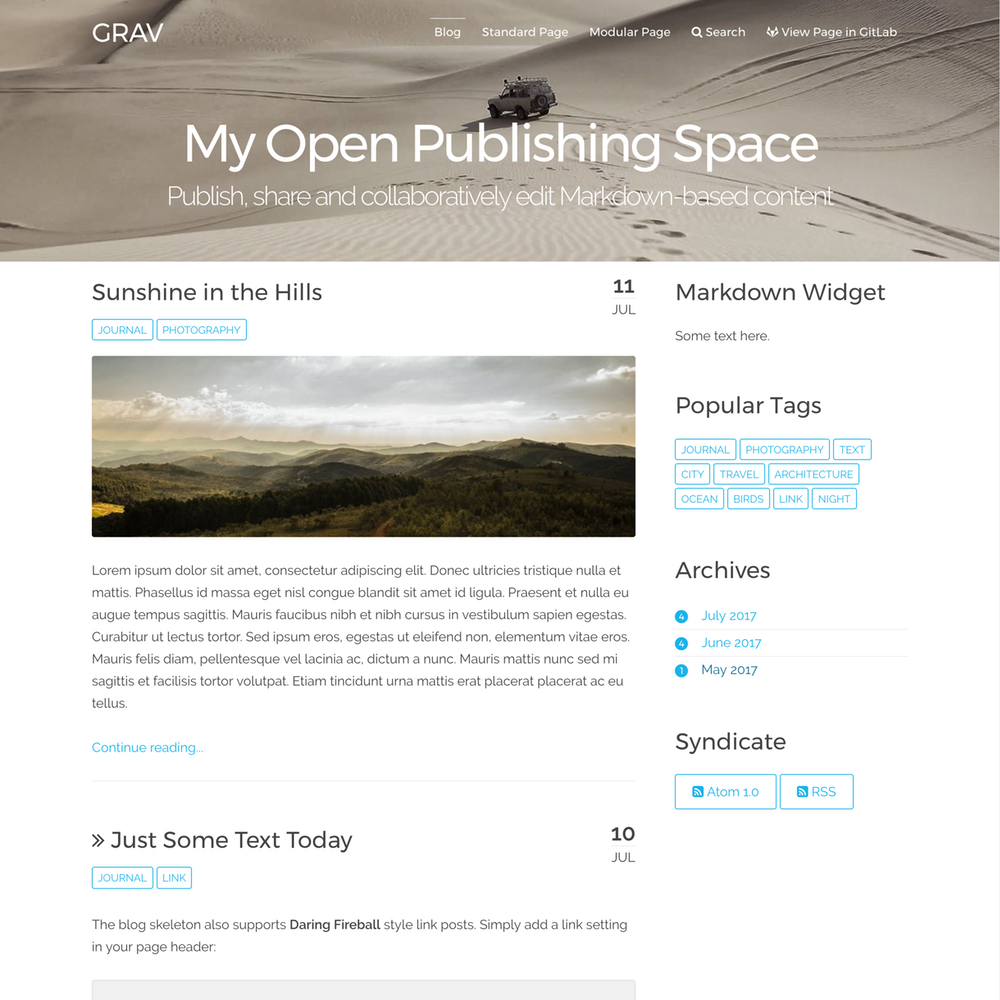 GRAV
Blog Standard Page Modular Page Search View Page in GitLab
My Open Publishing Space
Publish, share and collaboratively edit Markdown-based content
Sunshine in the Hills
11
JUL
JOURNAL PHOTOGRAPHY
Lorem ipsum dolor sit amet, consectetur adipiscing elit. Donec ultricies tristique nulla et
mattis. Phasellus id massa eget nisl congue blandit sit amet id ligula. Praesent et nulla eu
augue tempus sagittis. Mauris faucibus nibh et nibh cursus in vestibulum sapien egestas.
Curabitur ut lectus tortor. Sed ipsum eros, egestas ut eleifend non, elementum vitae eros.
Mauris felis diam, pellentesque vel lacinia ac, dictum a nunc. Mauris mattis nunc sed mi
sagittis et facilisis tortor volutpat. Etiam tincidunt urna mattis erat placerat placerat ac eu
tellus.
Continue reading...
Just Some Text Today
10
JUL
JOURNAL LINK
The blog skeleton also supports Daring Fireball style link posts. Simply add a link setting
in your page header:
Markdown Widget
Some text here.
Popular Tags
JOURNAL PHOTOGRAPHY TEXT
CITY TRAVEL ARCHITECTURE
OCEAN BIRDS LINK NIGHT
Archives
4 July 2017
4 June 2017
1 May 2017
Syndicate
Atom 1.0 RSS